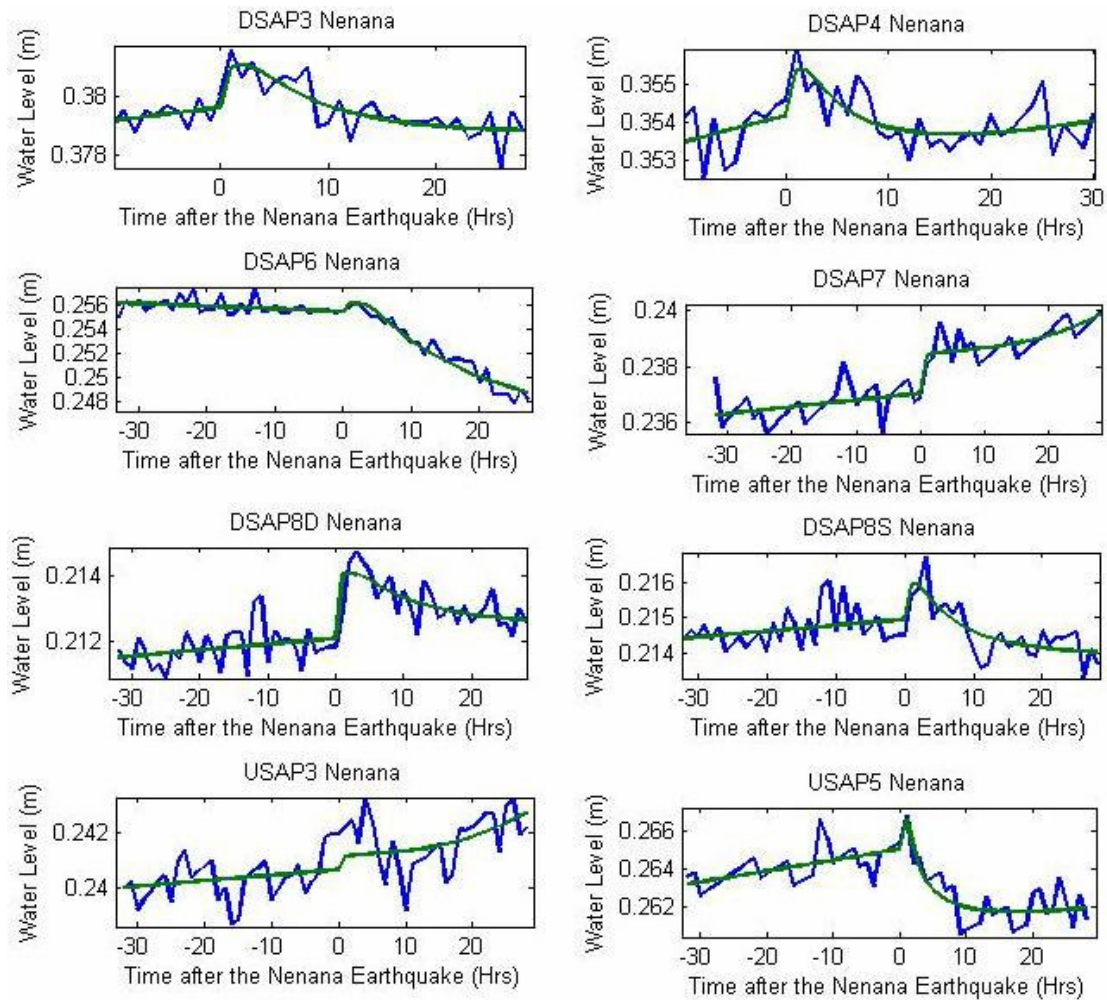 DSAP3 Nenana
Water Level (m)
0.38
0.378
0 10 20
Time after the Nenana Earthquake (Hrs)
DSAP4 Nenana
Water Level (m)
0.355
0.354
0.353
0 10 20 30
Time after the Nenana Earthquake (Hrs)
DSAP6 Nenana
Water Level (m)
0.256
0.254
0.252
0.25
0.248
-30 -20 -10 0 10 20
Time after the Nenana Earthquake (Hrs)
DSAP7 Nenana
Water Level (m)
0.24
0.238
0.236
-30 -20 -10 0 10 20
Time after the Nenana Earthquake (Hrs)
DSAP8D Nenana
Water Level (m)
0.214
0.212
-30 -20 -10 0 10 20
Time after the Nenana Earthquake (Hrs)
DSAP8S Nenana
Water Level (m)
0.216
0.215
0.214
-30 -20 -10 0 10 20
Time after the Nenana Earthquake (Hrs)
USAP3 Nenana
Water Level (m)
0.242
0.24
-30 -20 -10 0 10 20
Time after the Nenana Earthquake (Hrs)
USAP5 Nenana
Water Level (m)
0.266
0.264
0.262
-30 -20 -10 0 10 20
Time after the Nenana Earthquake (Hrs)